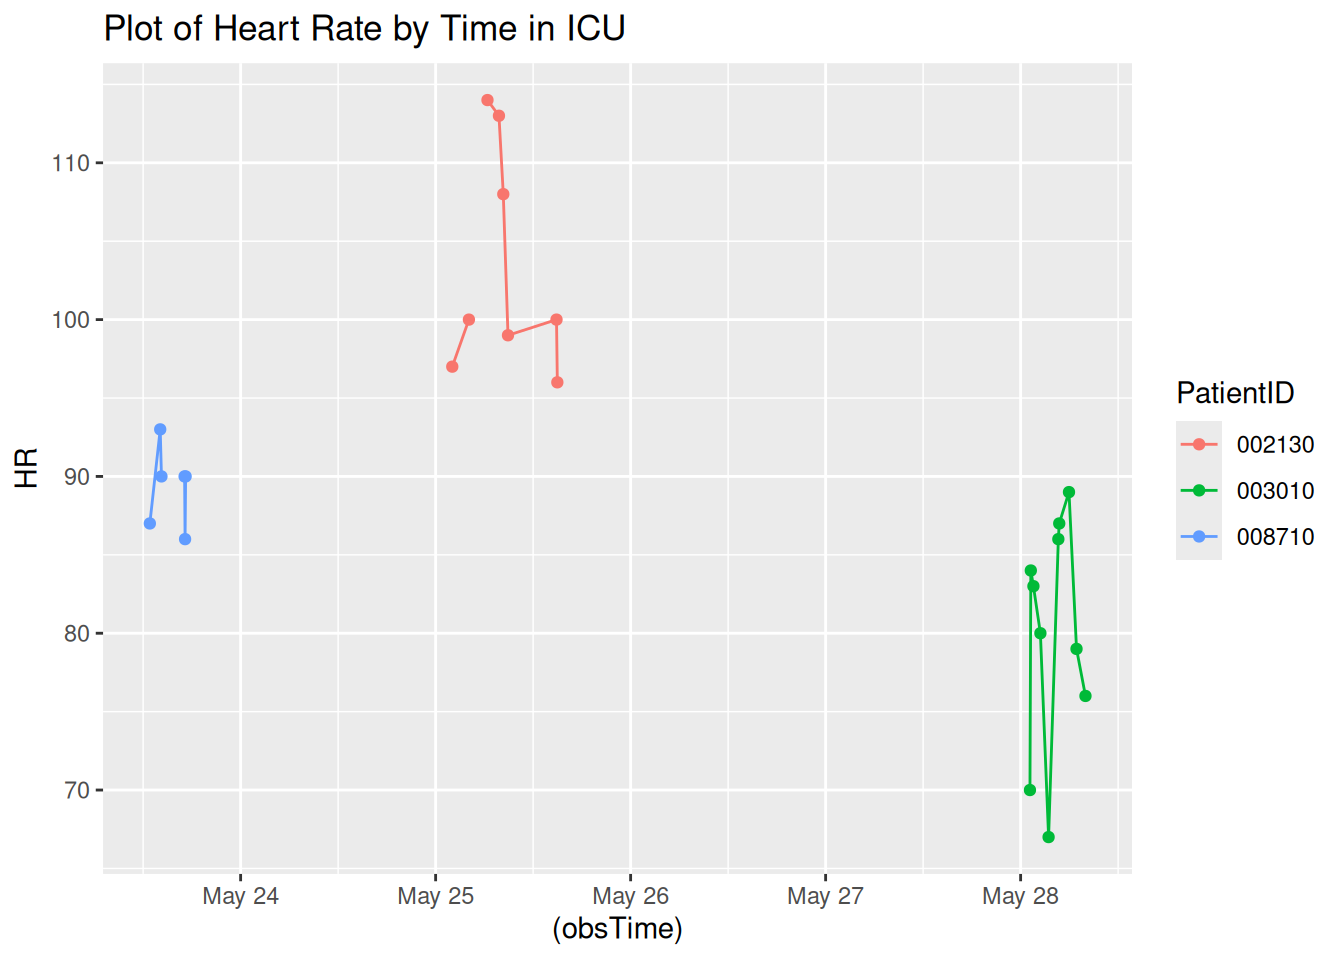 Plot of Heart Rate by Time in ICU
HR
110
100
90
80
70
May 24
May 25
May 26
May 27
May 28
(obsTime)
PatientID
002130
003010
008710